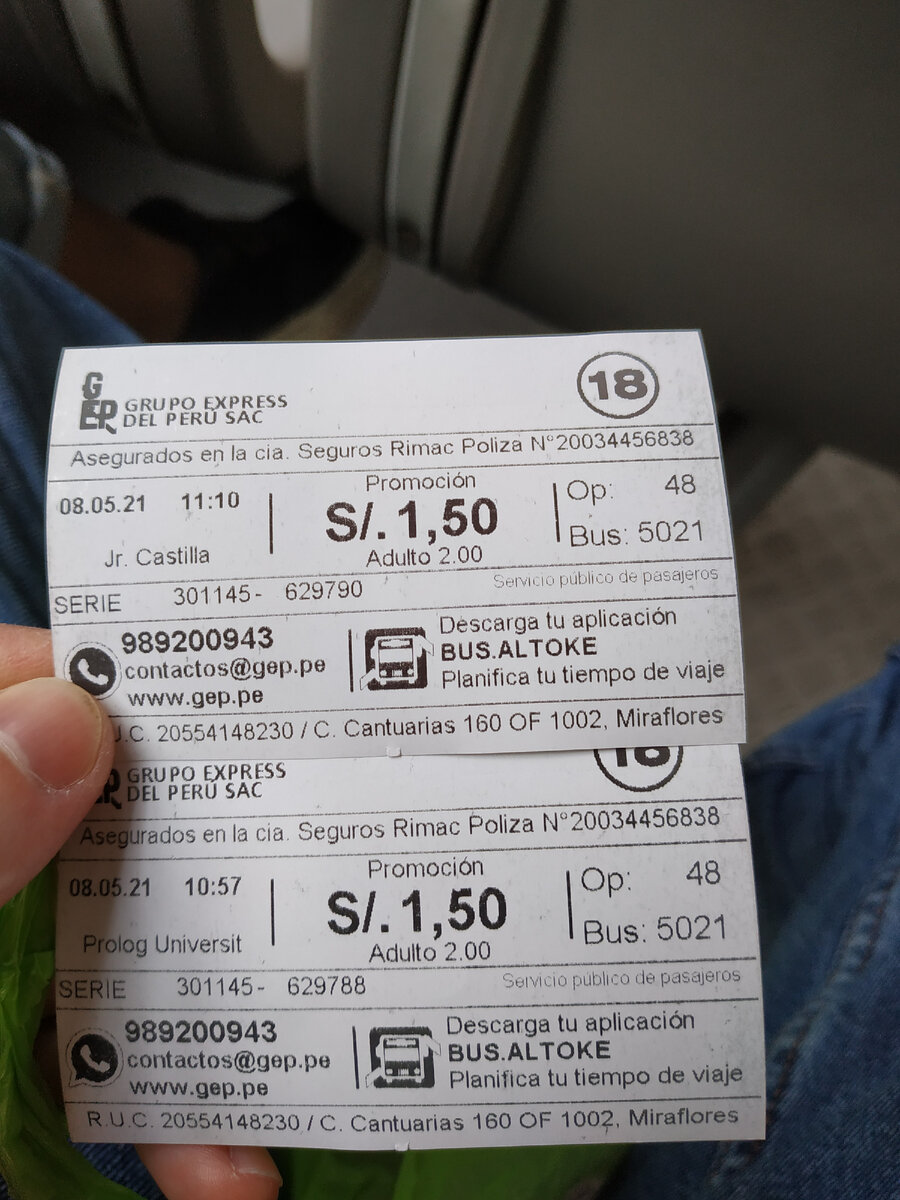 GEP GRUPO EXPRESS
DEL PERÚ SAC
18
Asegurados en la cia. Seguros Rimac Poliza N°20034456838
08.05.21 11:10
Jr. Castilla
Promoción
S/. 1,50
Adulto 2.00
Op: 48
Bus: 5021
SERIE 301145- 629790 Servicio público de pasajeros
989200943
contactos@gep.pe
www.gep.pe
Descarga tu aplicación
BUS.ALTOKE
Planifica tu tiempo de viaje
U.C. 20554148230 / C. Cantuarias 160 OF 1002, Miraflores
GRUPO EXPRESS
DEL PERÚ SAC
18
Asegurados en la cia. Seguros Rimac Poliza N°20034456838
08.05.21 10:57
Prolog Universit
Promoción
S/. 1,50
Adulto 2.00
Op: 48
Bus: 5021
SERIE 301145- 629788 Servicio público de pasajeros
989200943
contactos@gep.pe
www.gep.pe
Descarga tu aplicación
BUS.ALTOKE
Planifica tu tiempo de viaje
R.U.C. 20554148230 / C. Cantuarias 160 OF 1002, Miraflores